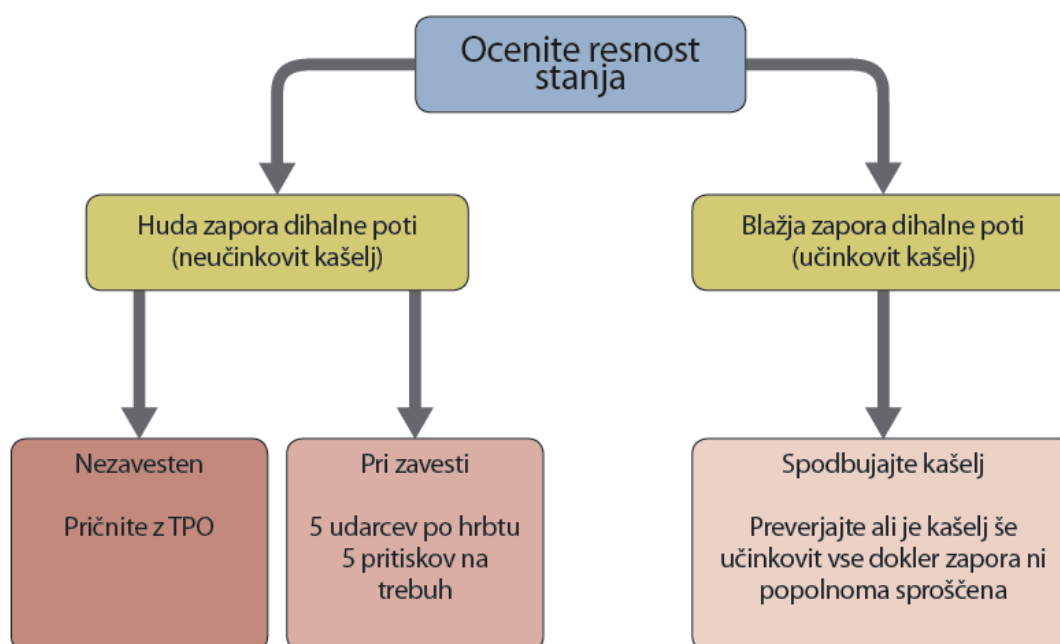 Ocenite resnost
stanja
Huda zapora dihalne poti
(neučinkovit kašelj)
Blažja zapora dihalne poti
(učinkovit kašelj)
Nezavesten
Pričnite z TPO
Pri zavesti
5 udarcev po hrbtu
5 pritiskov na
trebuh
Spodbujajte kašelj
Preverjajte ali je kašelj še
učinkovit vse dokler zapora ni
popolnoma sproščena